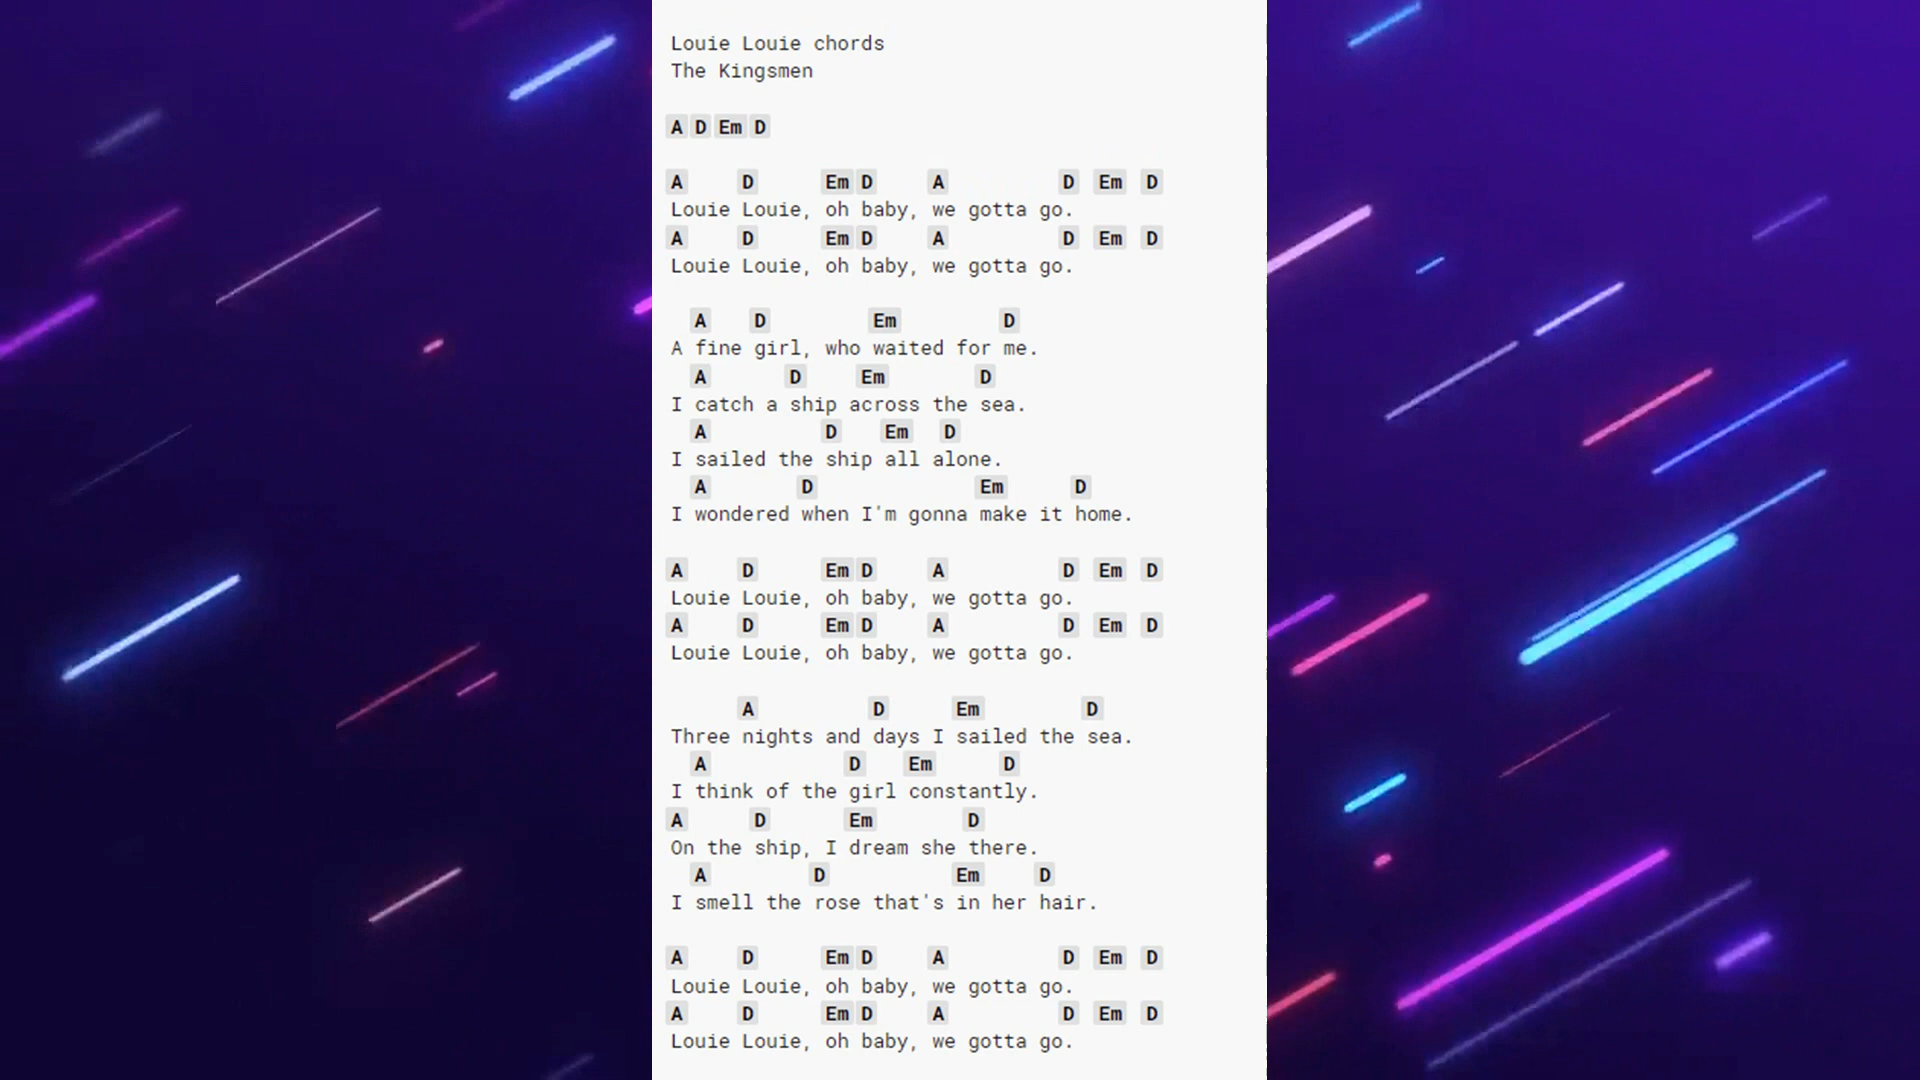 Louie Louie chords
The Kingsmen
A D Em D
A D Em D A D Em D
Louie Louie, oh baby, we gotta go.
A D Em D A D Em D
Louie Louie, oh baby, we gotta go.
A D Em D
A fine girl, who waited for me.
A D Em D
I catch a ship across the sea.
A D Em D
I sailed the ship all alone.
A D Em D
I wondered when I'm gonna make it home.
A D Em D A D Em D
Louie Louie, oh baby, we gotta go.
A D Em D A D Em D
Louie Louie, oh baby, we gotta go.
A D Em D
Three nights and days I sailed the sea.
A D Em D
I think of the girl constantly.
A D Em D
On the ship, I dream she there.
A D Em D
I smell the rose that's in her hair.
A D Em D A D Em D
Louie Louie, oh baby, we gotta go.
A D Em D A D Em D
Louie Louie, oh baby, we gotta go.